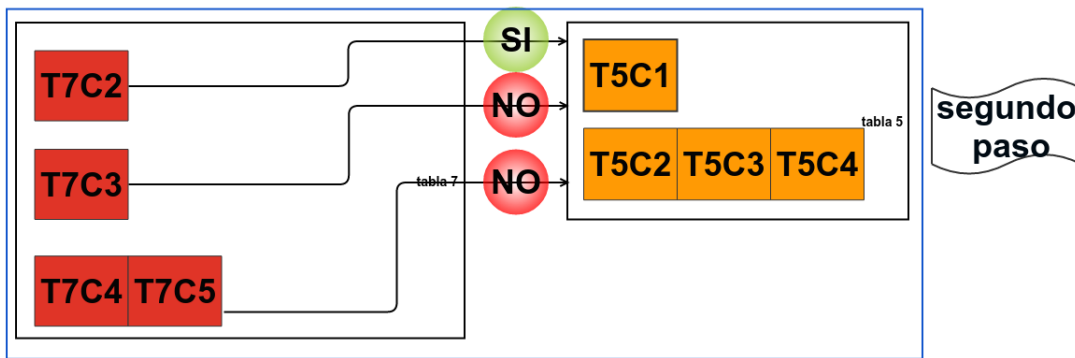 SI
T7C2
T5C1
NO
segundo
paso
tabla 5
T7C3
T5C2 T5C3 T5C4
tabla 7
NO
T7C4 T7C5